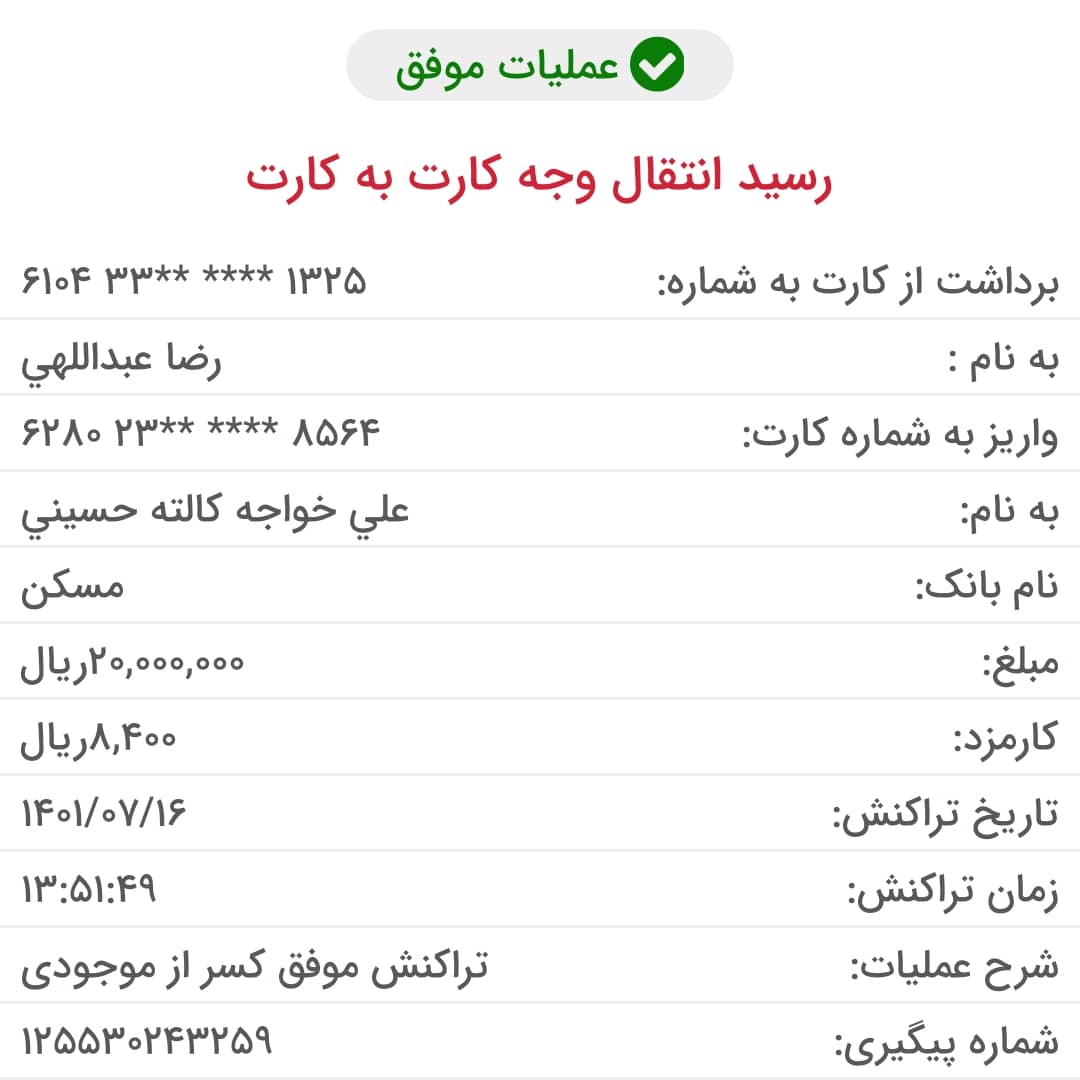 عملیات موفق
رسید انتقال وجه کارت به کارت
برداشت از کارت به شماره: ۶۱۰۴ ۳۳** **** ۱۳۲۵
به نام : رضا عبداللهي
واریز به شماره کارت: ۶۲۸۰ ۲۳** **** ۸۵۶۴
به نام: علي خواجه كالته حسيني
نام بانک: مسکن
مبلغ: ۲۰,۰۰۰,۰۰۰ریال
کارمزد: ۸,۴۰۰ریال
تاریخ تراکنش: ۱۴۰۱/۰۷/۱۶
زمان تراکنش: ۱۳:۵۱:۴۹
شرح عملیات: تراکنش موفق کسر از موجودی
شماره پیگیری: ۱۲۵۵۳۰۲۴۳۲۵۹